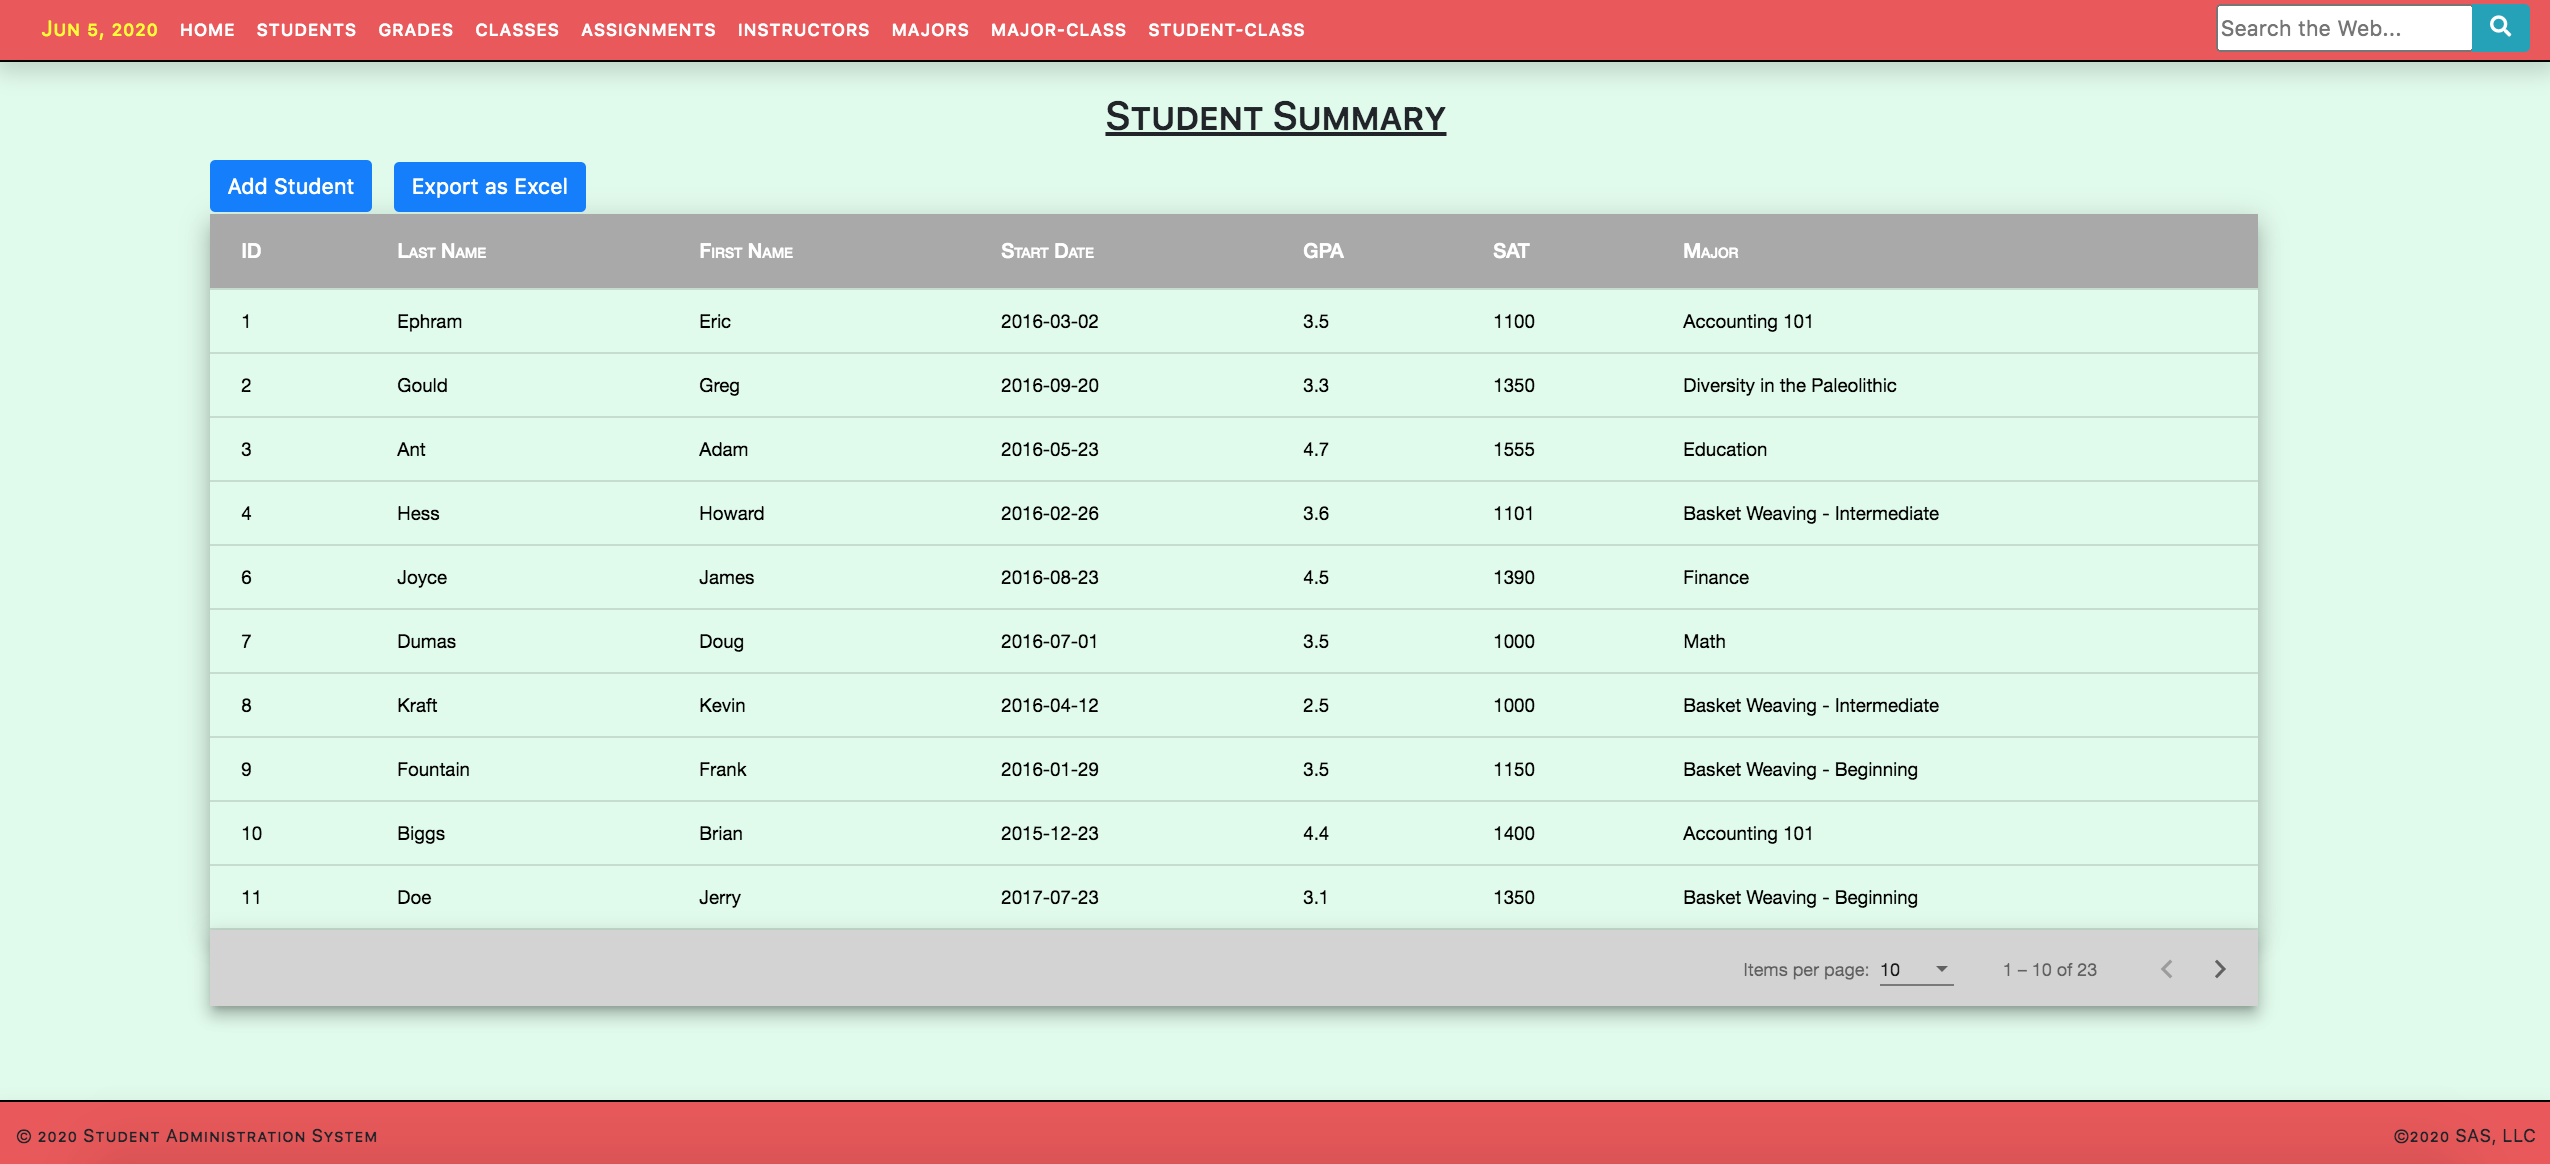 Jun 5, 2020 HOME STUDENTS GRADES CLASSES ASSIGNMENTS INSTRUCTORS MAJORS MAJOR-CLASS STUDENT-CLASS Search the Web...
Student Summary
Add Student Export as Excel
ID Last Name First Name Start Date GPA SAT Major
1 Ephram Eric 2016-03-02 3.5 1100 Accounting 101
2 Gould Greg 2016-09-20 3.3 1350 Diversity in the Paleolithic
3 Ant Adam 2016-05-23 4.7 1555 Education
4 Hess Howard 2016-02-26 3.6 1101 Basket Weaving - Intermediate
6 Joyce James 2016-08-23 4.5 1390 Finance
7 Dumas Doug 2016-07-01 3.5 1000 Math
8 Kraft Kevin 2016-04-12 2.5 1000 Basket Weaving - Intermediate
9 Fountain Frank 2016-01-29 3.5 1150 Basket Weaving - Beginning
10 Biggs Brian 2015-12-23 4.4 1400 Accounting 101
11 Doe Jerry 2017-07-23 3.1 1350 Basket Weaving - Beginning
Items per page: 10 1 – 10 of 23
© 2020 Student Administration System ©2020 SAS, LLC